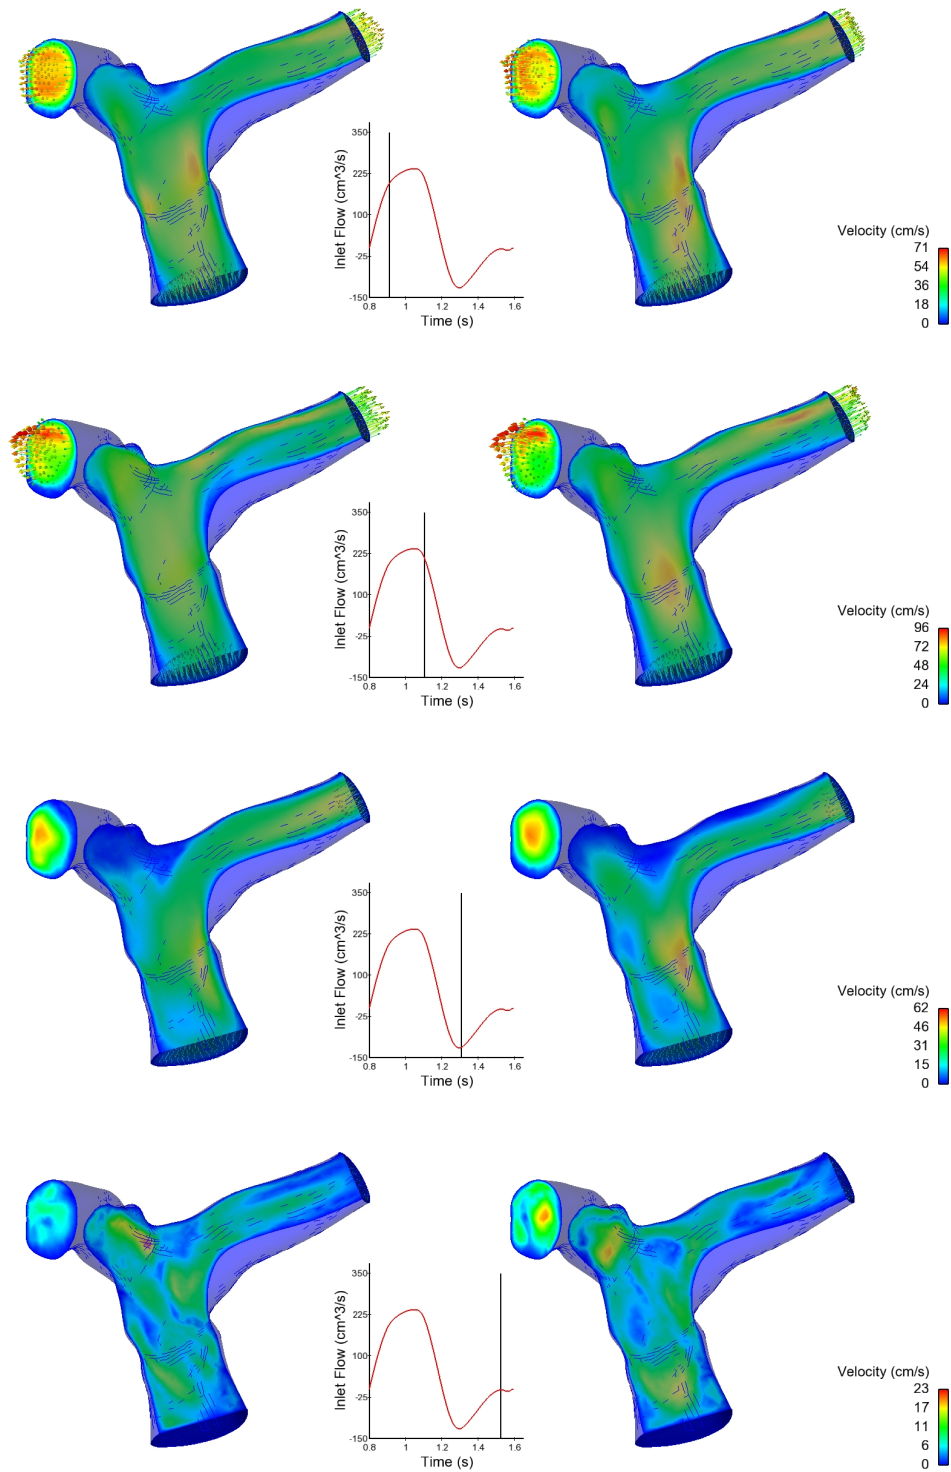 350
225
100
-25
-150
Inlet Flow (cm^3/s)
0.8 1 1.2 1.4 1.6
Time (s)
Velocity (cm/s)
71
54
36
18
0
350
225
100
-25
-150
Inlet Flow (cm^3/s)
0.8 1 1.2 1.4 1.6
Time (s)
Velocity (cm/s)
96
72
48
24
0
350
225
100
-25
-150
Inlet Flow (cm^3/s)
0.8 1 1.2 1.4 1.6
Time (s)
Velocity (cm/s)
62
46
31
15
0
350
225
100
-25
-150
Inlet Flow (cm^3/s)
0.8 1 1.2 1.4 1.6
Time (s)
Velocity (cm/s)
23
17
11
6
0